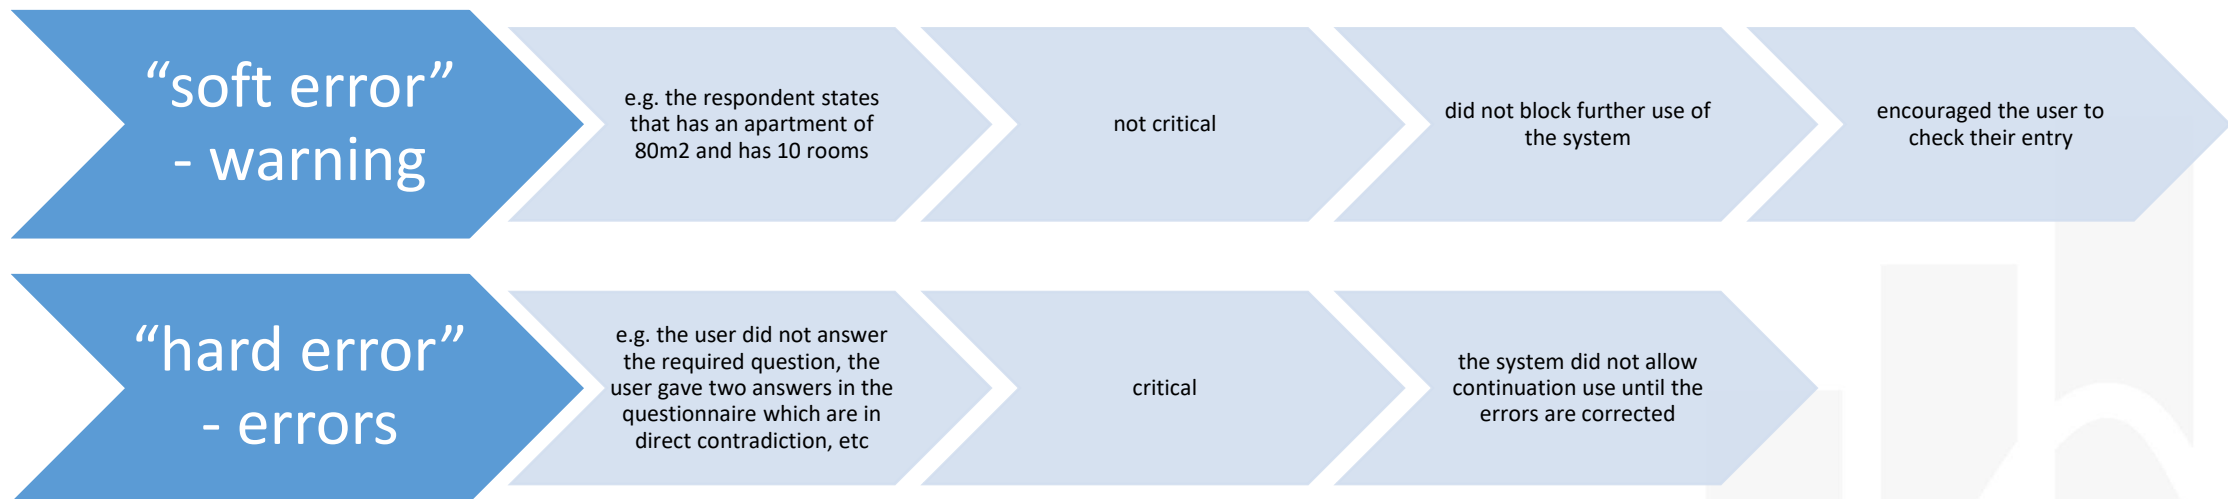 “soft error”
- warning
e.g. the respondent states
that has an apartment of
80m2 and has 10 rooms
not critical
did not block further use of
the system
encouraged the user to
check their entry
“hard error”
- errors
e.g. the user did not answer
the required question, the
user gave two answers in the
questionnaire which are in
direct contradiction, etc
critical
the system did not allow
continuation use until the
errors are corrected